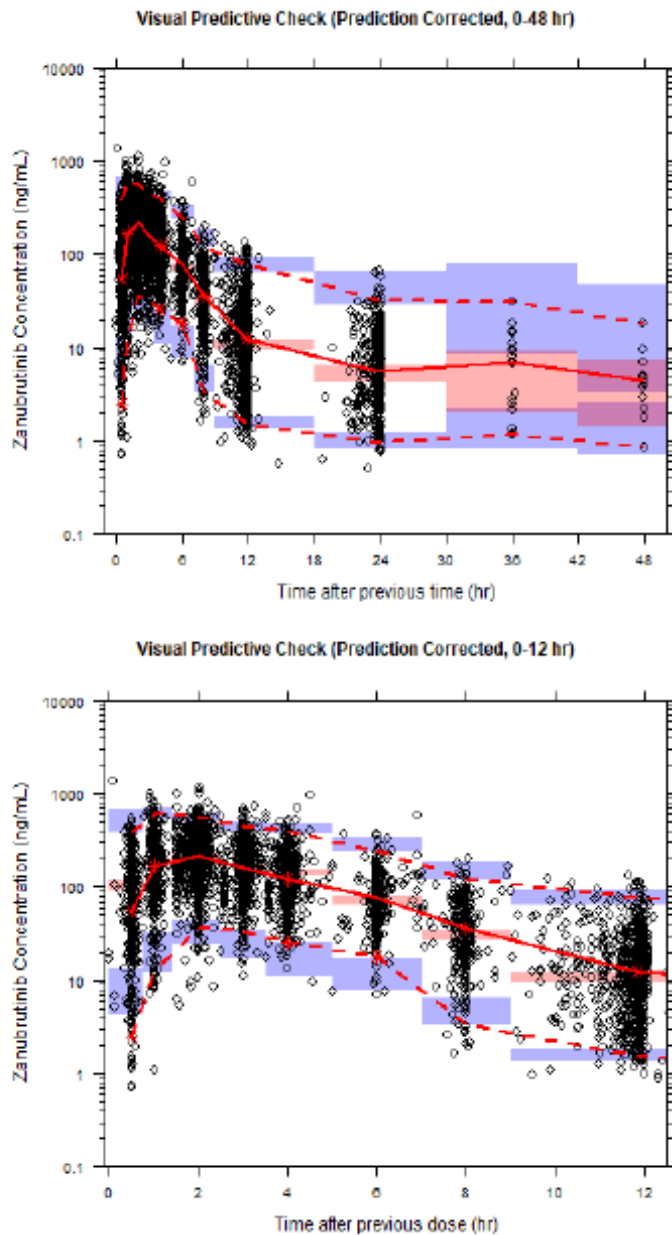 Visual Predictive Check (Prediction Corrected, 0-48 hr)
10000
1000
100
10
1
0.1
Zanubrutinib Concentration (ng/mL)
0 6 12 18 24 30 36 42 48
Time after previous time (hr)
Visual Predictive Check (Prediction Corrected, 0-12 hr)
10000
1000
100
10
1
0.1
Zanubrutinib Concentration (ng/mL)
0 2 4 6 8 10 12
Time after previous dose (hr)